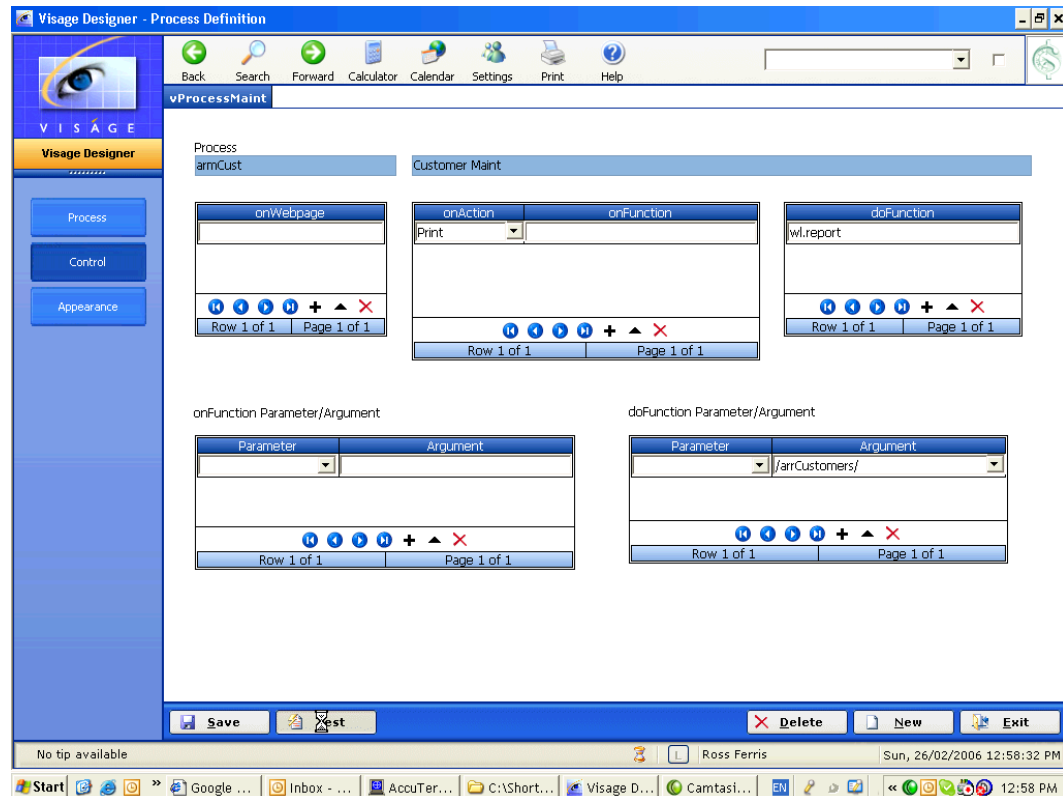 Visage Designer - Process Definition
Back Search Forward Calculator Calendar Settings Print Help
vProcessMaint
VISÁGE
Visage Designer
Process
Control
Appearance
Process
armCust Customer Maint
onWebpage
Row 1 of 1 Page 1 of 1
onAction onFunction
Print
Row 1 of 1 Page 1 of 1
doFunction
wl.report
Row 1 of 1 Page 1 of 1
onFunction Parameter/Argument
Parameter Argument
Row 1 of 1 Page 1 of 1
doFunction Parameter/Argument
Parameter Argument
/arrCustomers/
Row 1 of 1 Page 1 of 1
Save Test Delete New Exit
No tip available L Ross Ferris Sun, 26/02/2006 12:58:32 PM
Start » Google ... Inbox - ... AccuTer... C:\Short... Visage D... Camtasi... EN « 12:58 PM